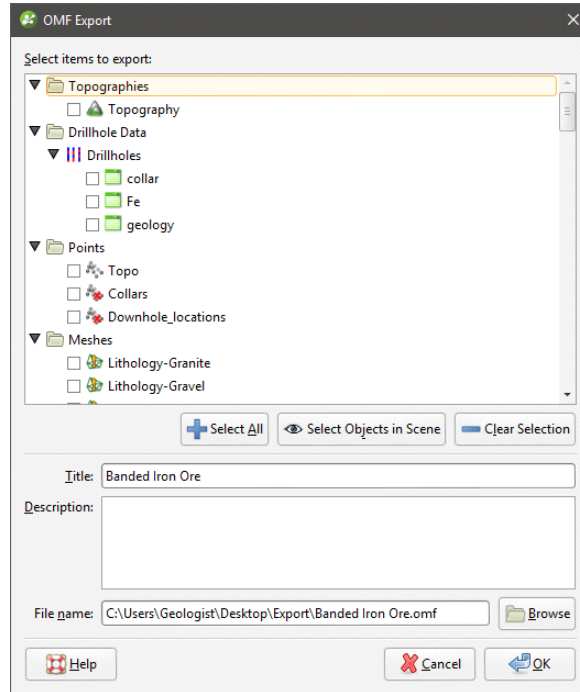 OMF Export
Select items to export:
Topographies
Topography
Drillhole Data
Drillholes
collar
Fe
geology
Points
Topo
Collars
Downhole_locations
Meshes
Lithology-Granite
Lithology-Gravel
Select All Select Objects in Scene Clear Selection
Title: Banded Iron Ore
Description:
File name: C:\Users\Geologist\Desktop\Export\Banded Iron Ore.omf Browse
Help Cancel OK